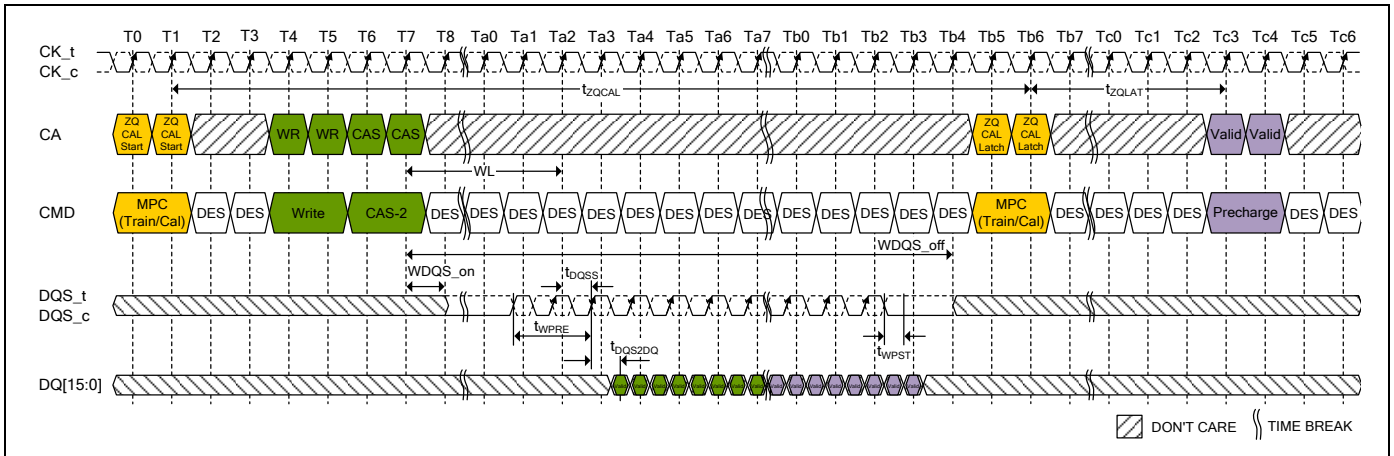 T0 T1 T2 T3 T4 T5 T6 T7 T8 Ta0 Ta1 Ta2 Ta3 Ta4 Ta5 Ta6 Ta7 Tb0 Tb1 Tb2 Tb3 Tb4 Tb5 Tb6 Tb7 Tc0 Tc1 Tc2 Tc3 Tc4 Tc5 Tc6
CK_t
CK_c
tZQCAL tZQLAT
CA
ZQ CAL Start
ZQ CAL Start
WR WR CAS CAS
ZQ CAL Latch
ZQ CAL Latch
Valid Valid
WL
CMD
MPC (Train/Cal)
DES DES Write CAS-2 DES DES DES DES DES DES DES DES DES DES DES DES DES DES
MPC (Train/Cal)
DES DES DES DES Precharge DES DES
WDQS_off
WDQS_on tDQSS
DQS_t
DQS_c
tWPRE tWPST
tDQS2DQ
DQ[15:0]
DON'T CARE TIME BREAK